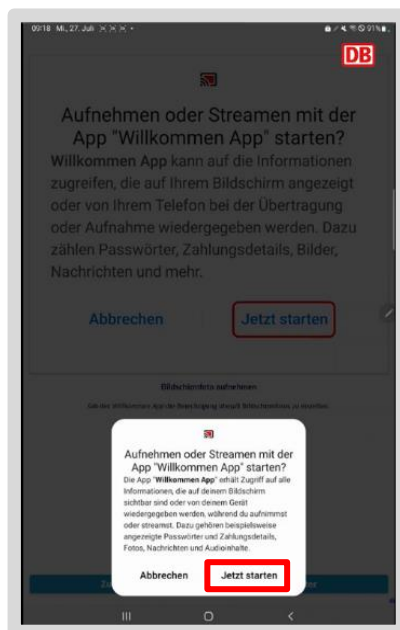 09:18 Mi., 27. Juli
91%
DB
Aufnehmen oder Streamen mit der
App "Willkommen App" starten?
Willkommen App kann auf die Informationen
zugreifen, die auf Ihrem Bildschirm angezeigt
oder von Ihrem Telefon bei der Übertragung
oder Aufnahme wiedergegeben werden. Dazu
zählen Passwörter, Zahlungsdetails, Bilder,
Nachrichten und mehr.
Abbrechen Jetzt starten
Bildschirminhalte aufnehmen
Aufnehmen oder Streamen mit der
App "Willkommen App" starten?
Die App "Willkommen App" erhält Zugriff auf alle
Informationen, die auf deinem Bildschirm
sichtbar sind oder von deinem Gerät
wiedergegeben werden, während du aufnimmst
oder streamst. Dazu gehören beispielsweise
angezeigte Passwörter und Zahlungsdetails,
Fotos, Nachrichten und Audioinhalte.
Abbrechen Jetzt starten